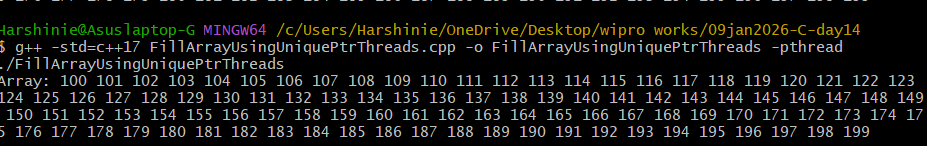 Harshinie@Asuslaptop-G MINGW64 /c/Users/Harshinie/OneDrive/Desktop/wipro works/09jan2026-C-day14
$ g++ -std=c++17 FillArrayUsingUniquePtrThreads.cpp -o FillArrayUsingUniquePtrThreads -pthread
./FillArrayUsingUniquePtrThreads
Array: 100 101 102 103 104 105 106 107 108 109 110 111 112 113 114 115 116 117 118 119 120 121 122 123
124 125 126 127 128 129 130 131 132 133 134 135 136 137 138 139 140 141 142 143 144 145 146 147 148 149
150 151 152 153 154 155 156 157 158 159 160 161 162 163 164 165 166 167 168 169 170 171 172 173 174 17
5 176 177 178 179 180 181 182 183 184 185 186 187 188 189 190 191 192 193 194 195 196 197 198 199